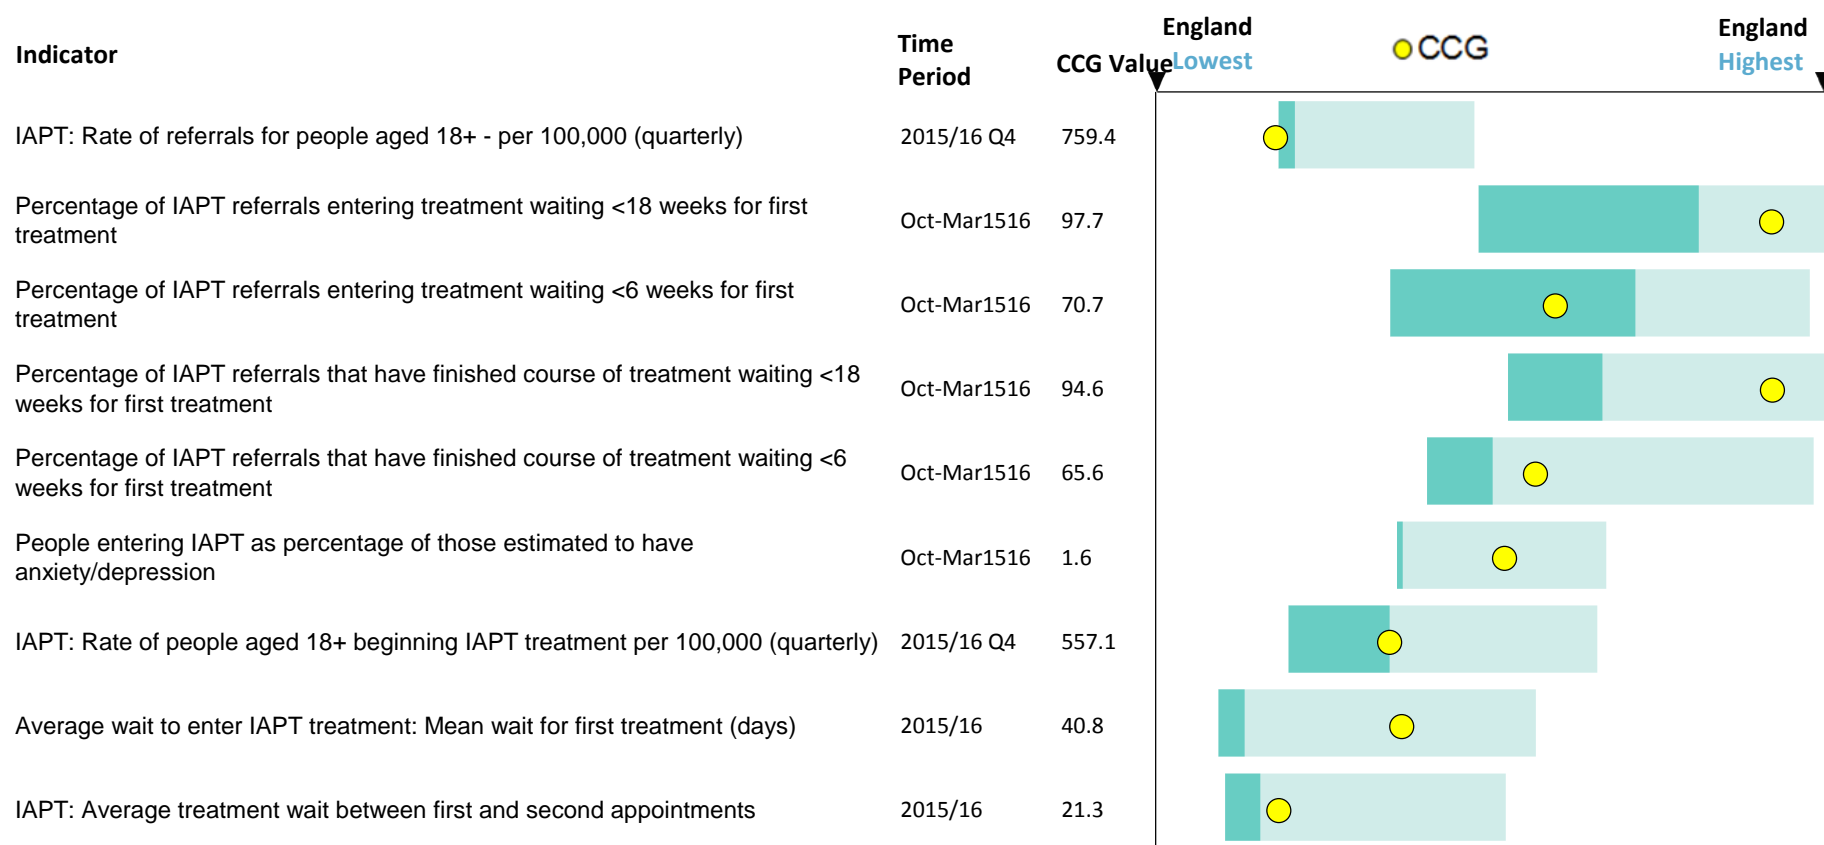 Indicator
Time
Period
CCG Value
England
Lowest
CCG
England
Highest
IAPT: Rate of referrals for people aged 18+ - per 100,000 (quarterly) 2015/16 Q4 759.4
Percentage of IAPT referrals entering treatment waiting <18 weeks for first
treatment
Oct-Mar1516 97.7
Percentage of IAPT referrals entering treatment waiting <6 weeks for first
treatment
Oct-Mar1516 70.7
Percentage of IAPT referrals that have finished course of treatment waiting <18
weeks for first treatment
Oct-Mar1516 94.6
Percentage of IAPT referrals that have finished course of treatment waiting <6
weeks for first treatment
Oct-Mar1516 65.6
People entering IAPT as percentage of those estimated to have
anxiety/depression
Oct-Mar1516 1.6
IAPT: Rate of people aged 18+ beginning IAPT treatment per 100,000 (quarterly) 2015/16 Q4 557.1
Average wait to enter IAPT treatment: Mean wait for first treatment (days) 2015/16 40.8
IAPT: Average treatment wait between first and second appointments 2015/16 21.3